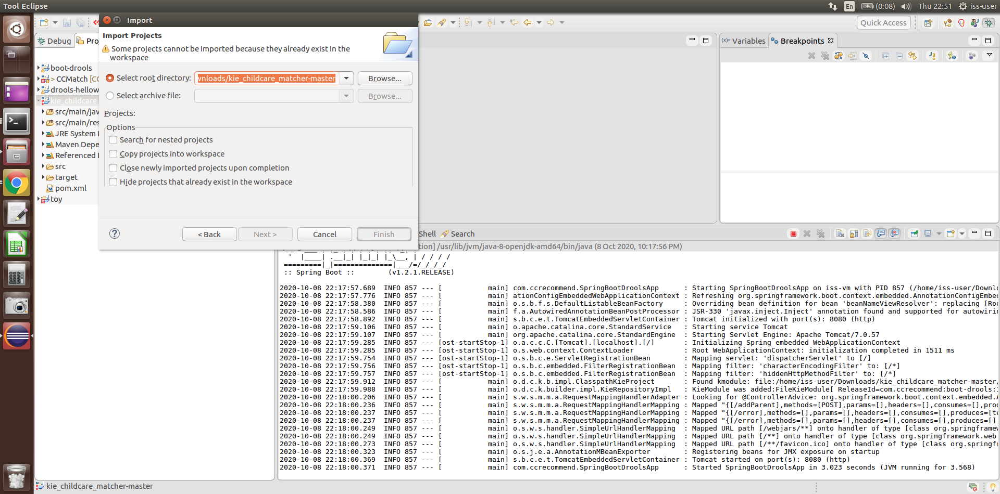 Tool Eclipse
En
(0:08)
Thu 22:51
iss-user
Import
Import Projects
Some projects cannot be imported because they already exist in the
workspace
Select root directory:
wnloads/kie_childcare_matcher-master
Browse...
Select archive file:
Browse...
Projects:
Options
Search for nested projects
Copy projects into workspace
Close newly imported projects upon completion
Hide projects that already exist in the workspace
< Back
Next >
Cancel
Finish
Debug
Pro
boot-drools
> CCMatch [CC
drools-hellow
kie_childcare_
src/main/jav
src/main/res
JRE System L
Maven Depe
Referenced L
src
target
pom.xml
toy
Quick Access
(x)= Variables
Breakpoints
Shell
Search
tion] /usr/lib/jvm/java-8-openjdk-amd64/bin/java (8 Oct 2020, 10:17:56 PM)
' |____| .__|_| |_|_| |_\__, | / / / /
=========|_|==============|___/=/_/_/_/
:: Spring Boot :: (v1.2.1.RELEASE)
2020-10-08 22:17:57.689 INFO 857 --- [ main] com.ccrecommend.SpringBootDroolsApp : Starting SpringBootDroolsApp on iss-vm with PID 857 (/home/iss-user/Downlo
2020-10-08 22:17:57.776 INFO 857 --- [ main] ationConfigEmbeddedWebApplicationContext : Refreshing org.springframework.boot.context.embedded.AnnotationConfigEmbed
2020-10-08 22:17:58.380 INFO 857 --- [ main] o.s.b.f.s.DefaultListableBeanFactory : Overriding bean definition for bean 'beanNameViewResolver': replacing [Roo
2020-10-08 22:17:58.586 INFO 857 --- [ main] f.a.AutowiredAnnotationBeanPostProcessor : JSR-330 'javax.inject.Inject' annotation found and supported for autowirin
2020-10-08 22:17:58.892 INFO 857 --- [ main] s.b.c.e.t.TomcatEmbeddedServletContainer : Tomcat initialized with port(s): 8080 (http)
2020-10-08 22:17:59.106 INFO 857 --- [ main] o.apache.catalina.core.StandardService : Starting service Tomcat
2020-10-08 22:17:59.107 INFO 857 --- [ main] org.apache.catalina.core.StandardEngine : Starting Servlet Engine: Apache Tomcat/7.0.57
2020-10-08 22:17:59.285 INFO 857 --- [ost-startStop-1] o.a.c.c.C.[Tomcat].[localhost].[/] : Initializing Spring embedded WebApplicationContext
2020-10-08 22:17:59.285 INFO 857 --- [ost-startStop-1] o.s.web.context.ContextLoader : Root WebApplicationContext: initialization completed in 1511 ms
2020-10-08 22:17:59.754 INFO 857 --- [ost-startStop-1] o.s.b.c.e.ServletRegistrationBean : Mapping servlet: 'dispatcherServlet' to [/]
2020-10-08 22:17:59.756 INFO 857 --- [ost-startStop-1] o.s.b.c.embedded.FilterRegistrationBean : Mapping filter: 'characterEncodingFilter' to: [/*]
2020-10-08 22:17:59.757 INFO 857 --- [ost-startStop-1] o.s.b.c.embedded.FilterRegistrationBean : Mapping filter: 'hiddenHttpMethodFilter' to: [/*]
2020-10-08 22:17:59.912 INFO 857 --- [ main] o.d.c.k.b.impl.ClasspathKieProject : Found kmodule: file:/home/iss-user/Downloads/kie_childcare_matcher-master/
2020-10-08 22:17:59.988 INFO 857 --- [ main] o.d.c.k.builder.impl.KieRepositoryImpl : KieModule was added:FileKieModule[ ReleaseId=com.ccrecommend:boot-drools:1
2020-10-08 22:18:00.206 INFO 857 --- [ main] s.w.s.m.m.a.RequestMappingHandlerAdapter : Looking for @ControllerAdvice: org.springframework.boot.context.embedded.A
2020-10-08 22:18:00.236 INFO 857 --- [ main] s.w.s.m.m.a.RequestMappingHandlerMapping : Mapped "{[/addParent],methods=[POST],params=[],headers=[],consumes=[],prod
2020-10-08 22:18:00.237 INFO 857 --- [ main] s.w.s.m.m.a.RequestMappingHandlerMapping : Mapped "{[/error],methods=[],params=[],headers=[],consumes=[],produces=[te
2020-10-08 22:18:00.237 INFO 857 --- [ main] s.w.s.m.m.a.RequestMappingHandlerMapping : Mapped "{[/error],methods=[],params=[],headers=[],consumes=[],produces=[],
2020-10-08 22:18:00.249 INFO 857 --- [ main] o.s.w.s.handler.SimpleUrlHandlerMapping : Mapped URL path [/webjars/**] onto handler of type [class org.springframew
2020-10-08 22:18:00.249 INFO 857 --- [ main] o.s.w.s.handler.SimpleUrlHandlerMapping : Mapped URL path [/**] onto handler of type [class org.springframework.web.
2020-10-08 22:18:00.273 INFO 857 --- [ main] o.s.w.s.handler.SimpleUrlHandlerMapping : Mapped URL path [/**/favicon.ico] onto handler of type [class org.springfr
2020-10-08 22:18:00.323 INFO 857 --- [ main] o.s.j.e.a.AnnotationMBeanExporter : Registering beans for JMX exposure on startup
2020-10-08 22:18:00.369 INFO 857 --- [ main] s.b.c.e.t.TomcatEmbeddedServletContainer : Tomcat started on port(s): 8080 (http)
2020-10-08 22:18:00.371 INFO 857 --- [ main] com.ccrecommend.SpringBootDroolsApp : Started SpringBootDroolsApp in 3.023 seconds (JVM running for 3.568)
kie_childcare_matcher-master